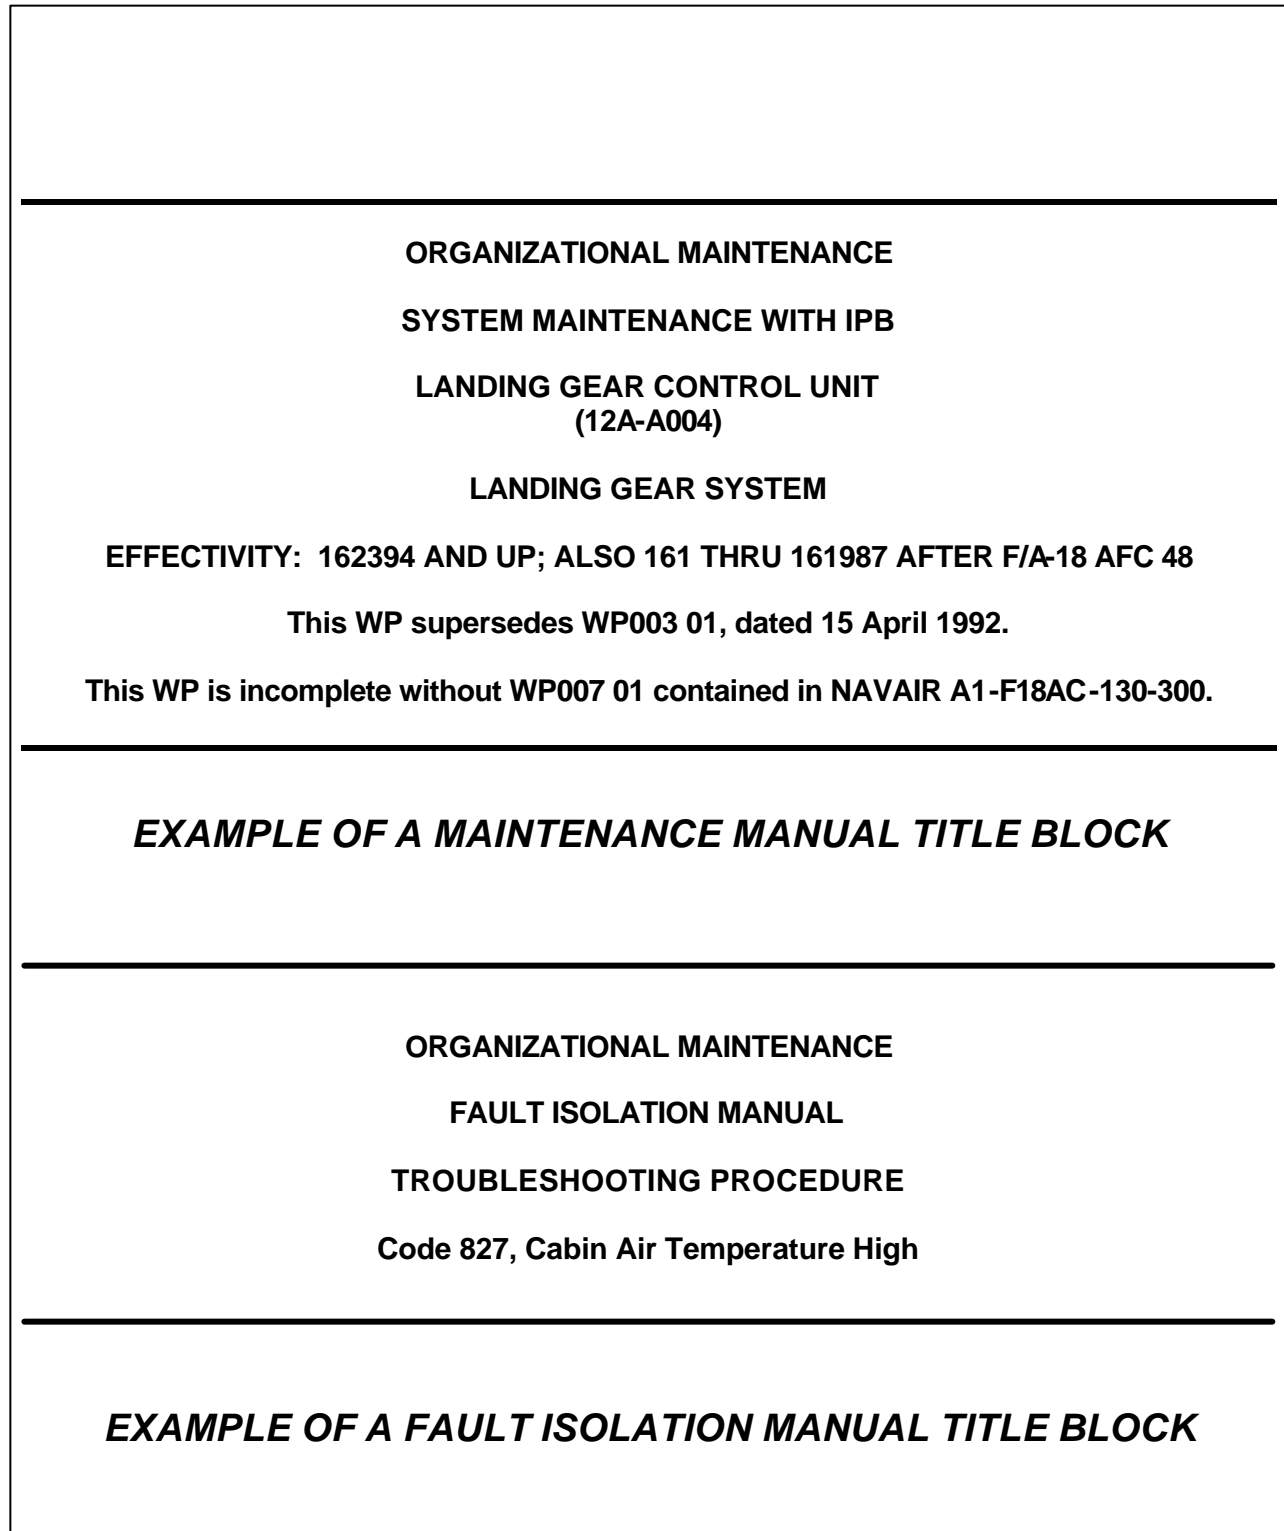 ORGANIZATIONAL MAINTENANCE
SYSTEM MAINTENANCE WITH IPB
LANDING GEAR CONTROL UNIT
(12A-A004)
LANDING GEAR SYSTEM
EFFECTIVITY: 162394 AND UP; ALSO 161 THRU 161987 AFTER F/A-18 AFC 48
This WP supersedes WP003 01, dated 15 April 1992.
This WP is incomplete without WP007 01 contained in NAVAIR A1-F18AC-130-300.
EXAMPLE OF A MAINTENANCE MANUAL TITLE BLOCK
ORGANIZATIONAL MAINTENANCE
FAULT ISOLATION MANUAL
TROUBLESHOOTING PROCEDURE
Code 827, Cabin Air Temperature High
EXAMPLE OF A FAULT ISOLATION MANUAL TITLE BLOCK